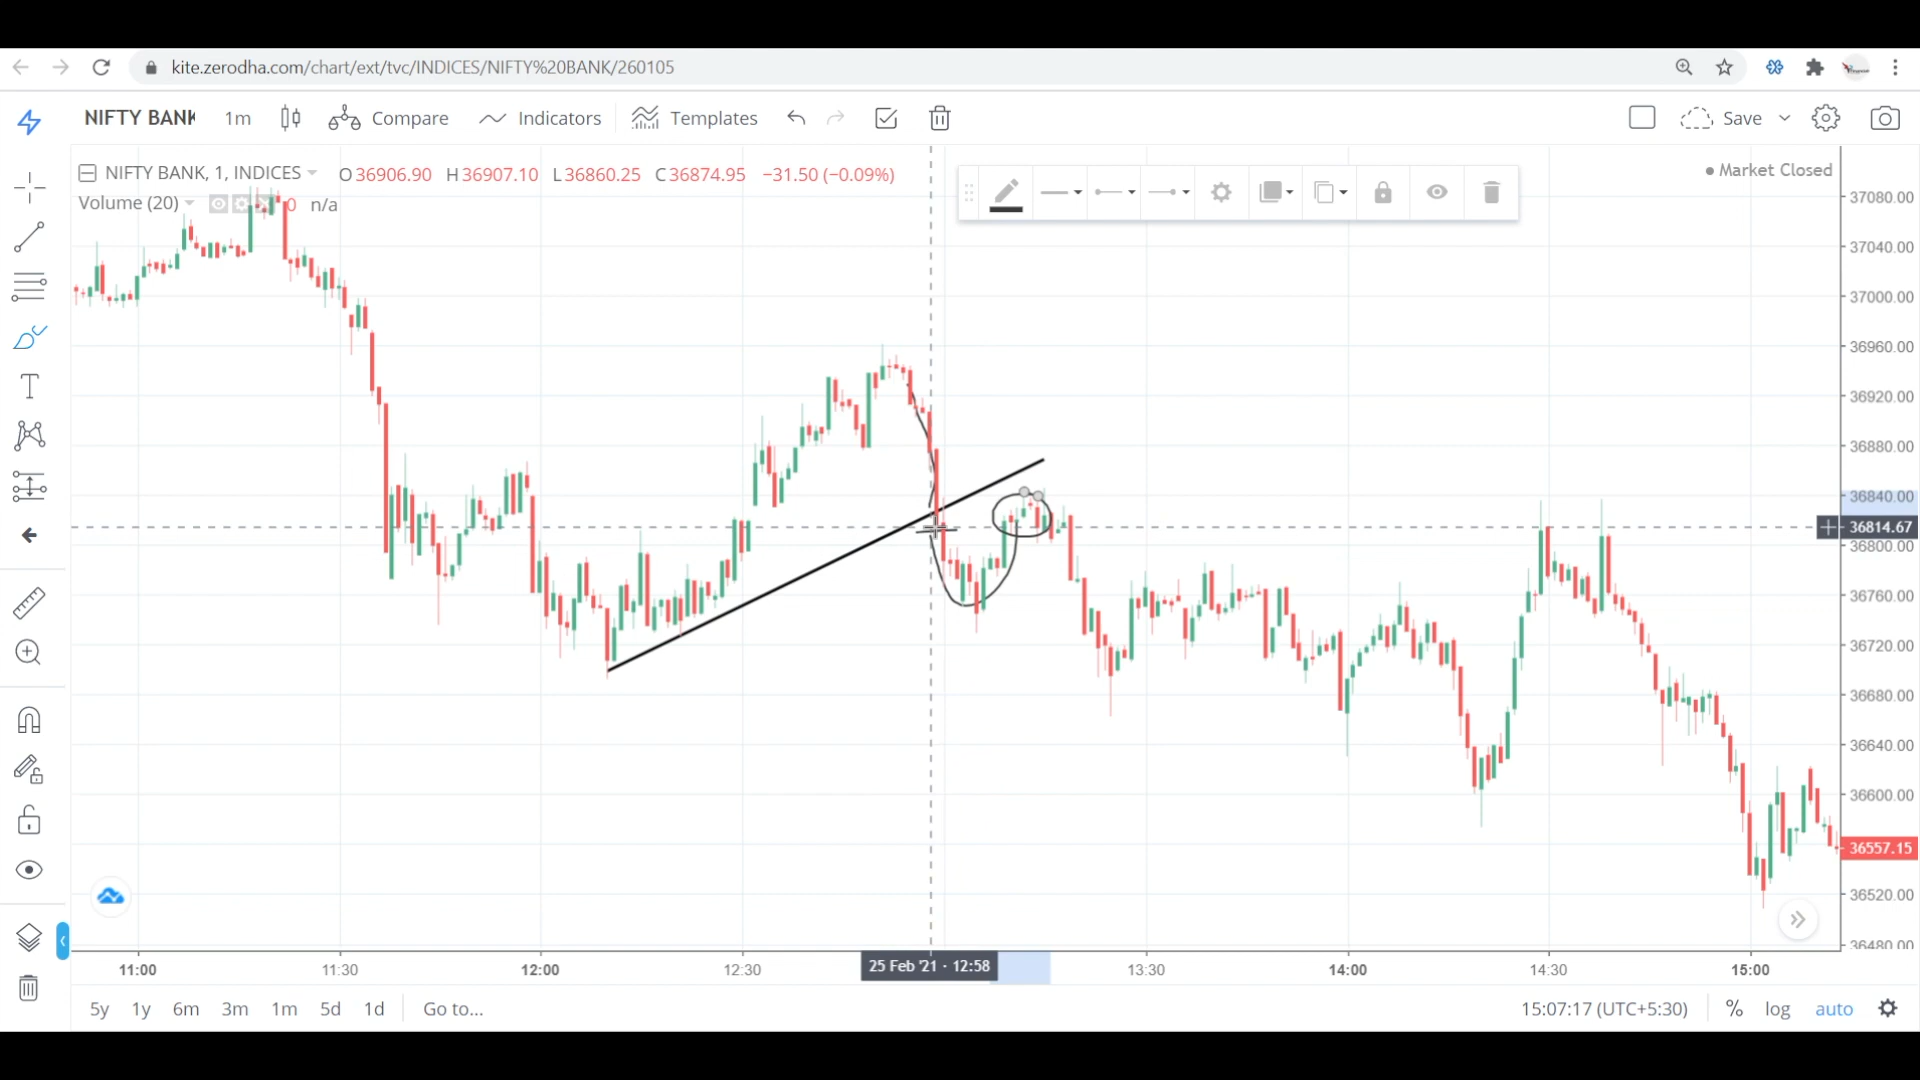 kite.zerodha.com/chart/ext/tvc/INDICES/NIFTY%20BANK/260105
NIFTY BANK 1m Compare Indicators Templates Save
NIFTY BANK, 1, INDICES O36906.90 H36907.10 L36860.25 C36874.95 −31.50 (−0.09%)
Market Closed
Volume (20) 0 n/a
37080.00
37040.00
37000.00
36960.00
36920.00
36880.00
36840.00
36814.67
36800.00
36760.00
36720.00
36680.00
36640.00
36600.00
36557.15
36520.00
36480.00
11:00 11:30 12:00 12:30 25 Feb '21 · 12:58 13:30 14:00 14:30 15:00
5y 1y 6m 3m 1m 5d 1d Go to... 15:07:17 (UTC+5:30) % log auto